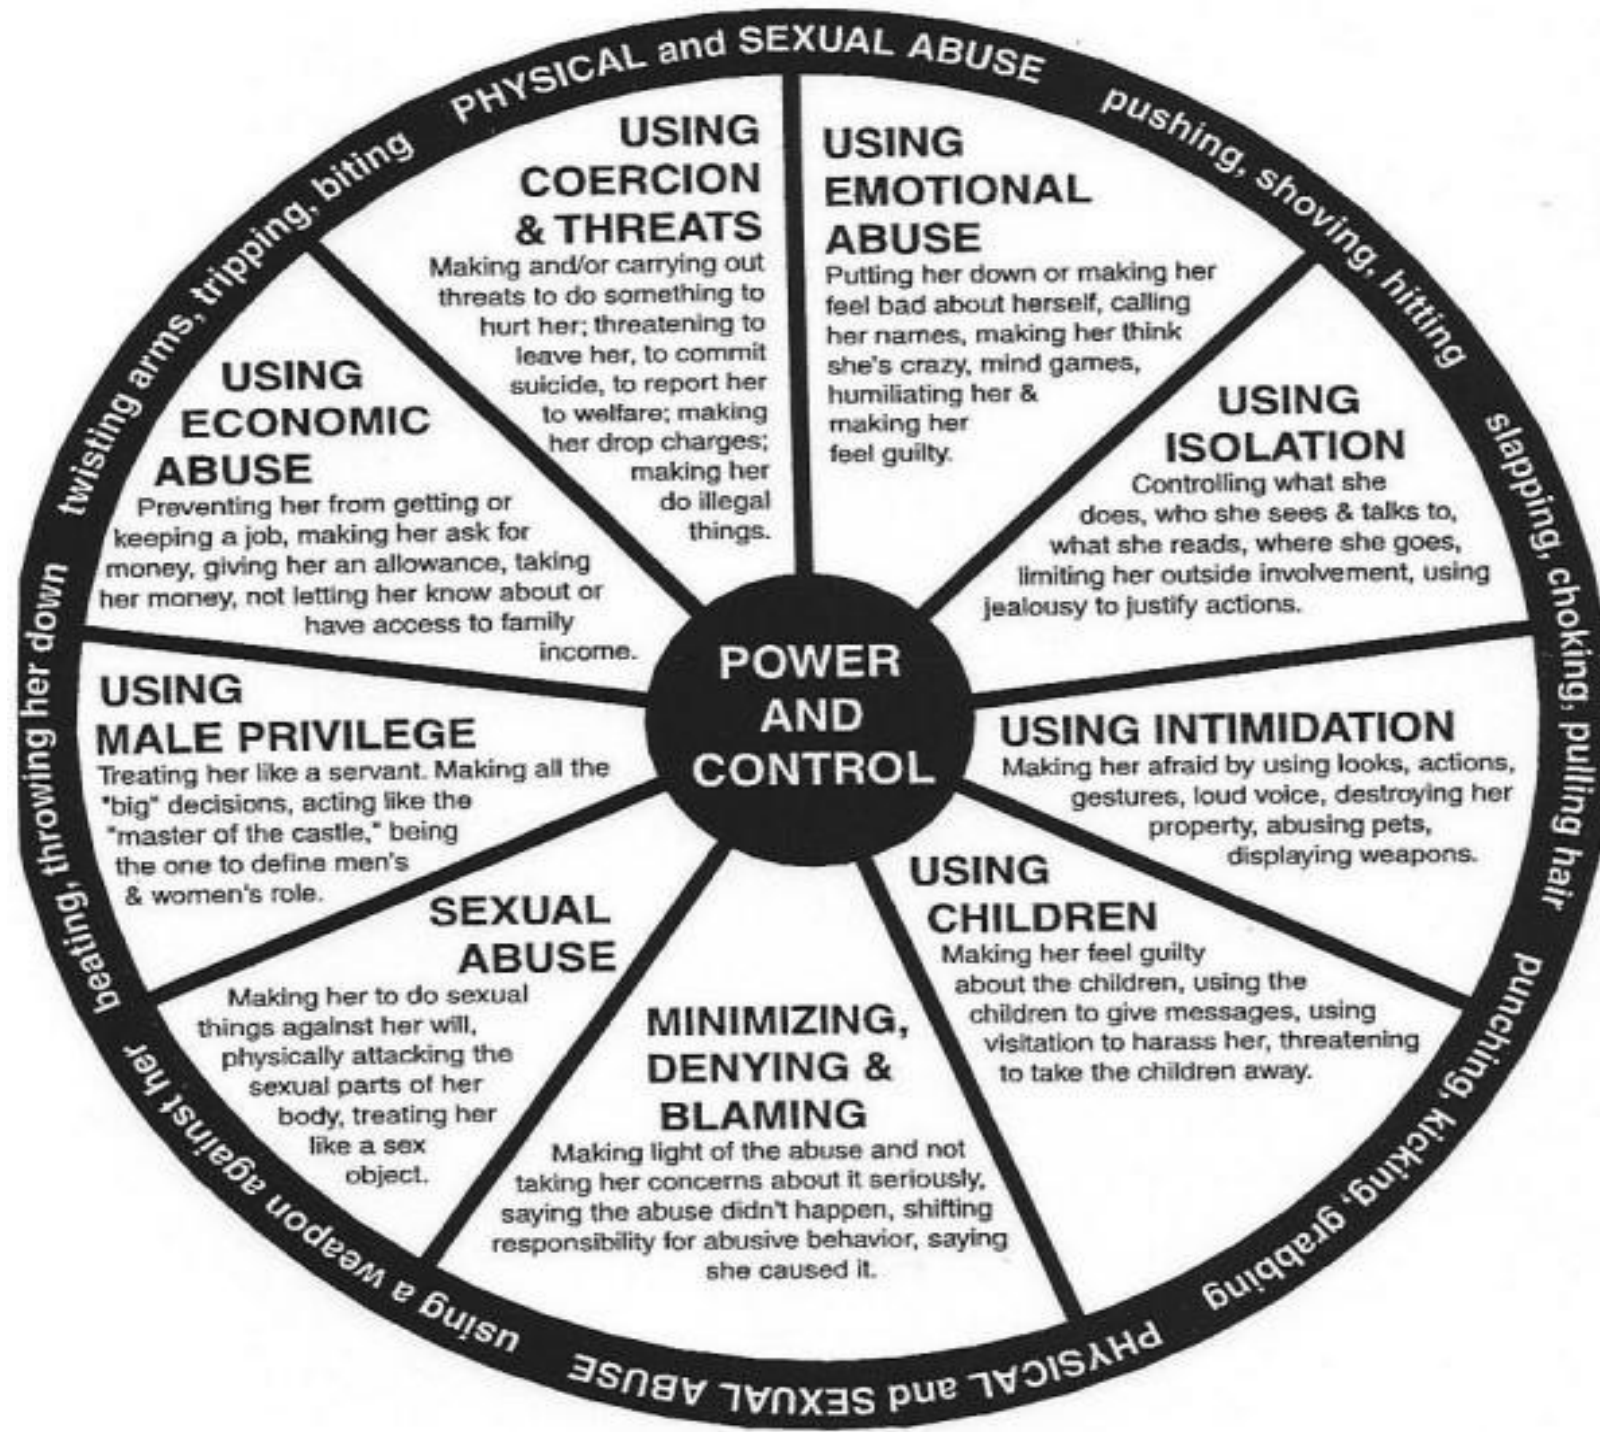 PHYSICAL and SEXUAL ABUSE
pushing, shoving, hitting
slapping, choking, pulling hair
punching, kicking, grabbing
PHYSICAL and SEXUAL ABUSE
using a weapon against her
beating, throwing her down
twisting arms, tripping, biting
USING
COERCION
& THREATS
Making and/or carrying out
threats to do something to
hurt her; threatening to
leave her, to commit
suicide, to report her
to welfare; making
her drop charges;
making her
do illegal
things.
USING
EMOTIONAL
ABUSE
Putting her down or making her
feel bad about herself, calling
her names, making her think
she's crazy, mind games,
humiliating her &
making her
feel guilty.
USING
ISOLATION
Controlling what she
does, who she sees & talks to,
what she reads, where she goes,
limiting her outside involvement, using
jealousy to justify actions.
USING INTIMIDATION
Making her afraid by using looks, actions,
gestures, loud voice, destroying her
property, abusing pets,
displaying weapons.
USING
CHILDREN
Making her feel guilty
about the children, using the
children to give messages, using
visitation to harass her, threatening
to take the children away.
MINIMIZING,
DENYING &
BLAMING
Making light of the abuse and not
taking her concerns about it seriously,
saying the abuse didn't happen, shifting
responsibility for abusive behavior, saying
she caused it.
SEXUAL
ABUSE
Making her to do sexual
things against her will,
physically attacking the
sexual parts of her
body, treating her
like a sex
object.
USING
MALE PRIVILEGE
Treating her like a servant. Making all the
"big" decisions, acting like the
"master of the castle," being
the one to define men's
& women's role.
USING
ECONOMIC
ABUSE
Preventing her from getting or
keeping a job, making her ask for
money, giving her an allowance, taking
her money, not letting her know about or
have access to family
income.
POWER
AND
CONTROL